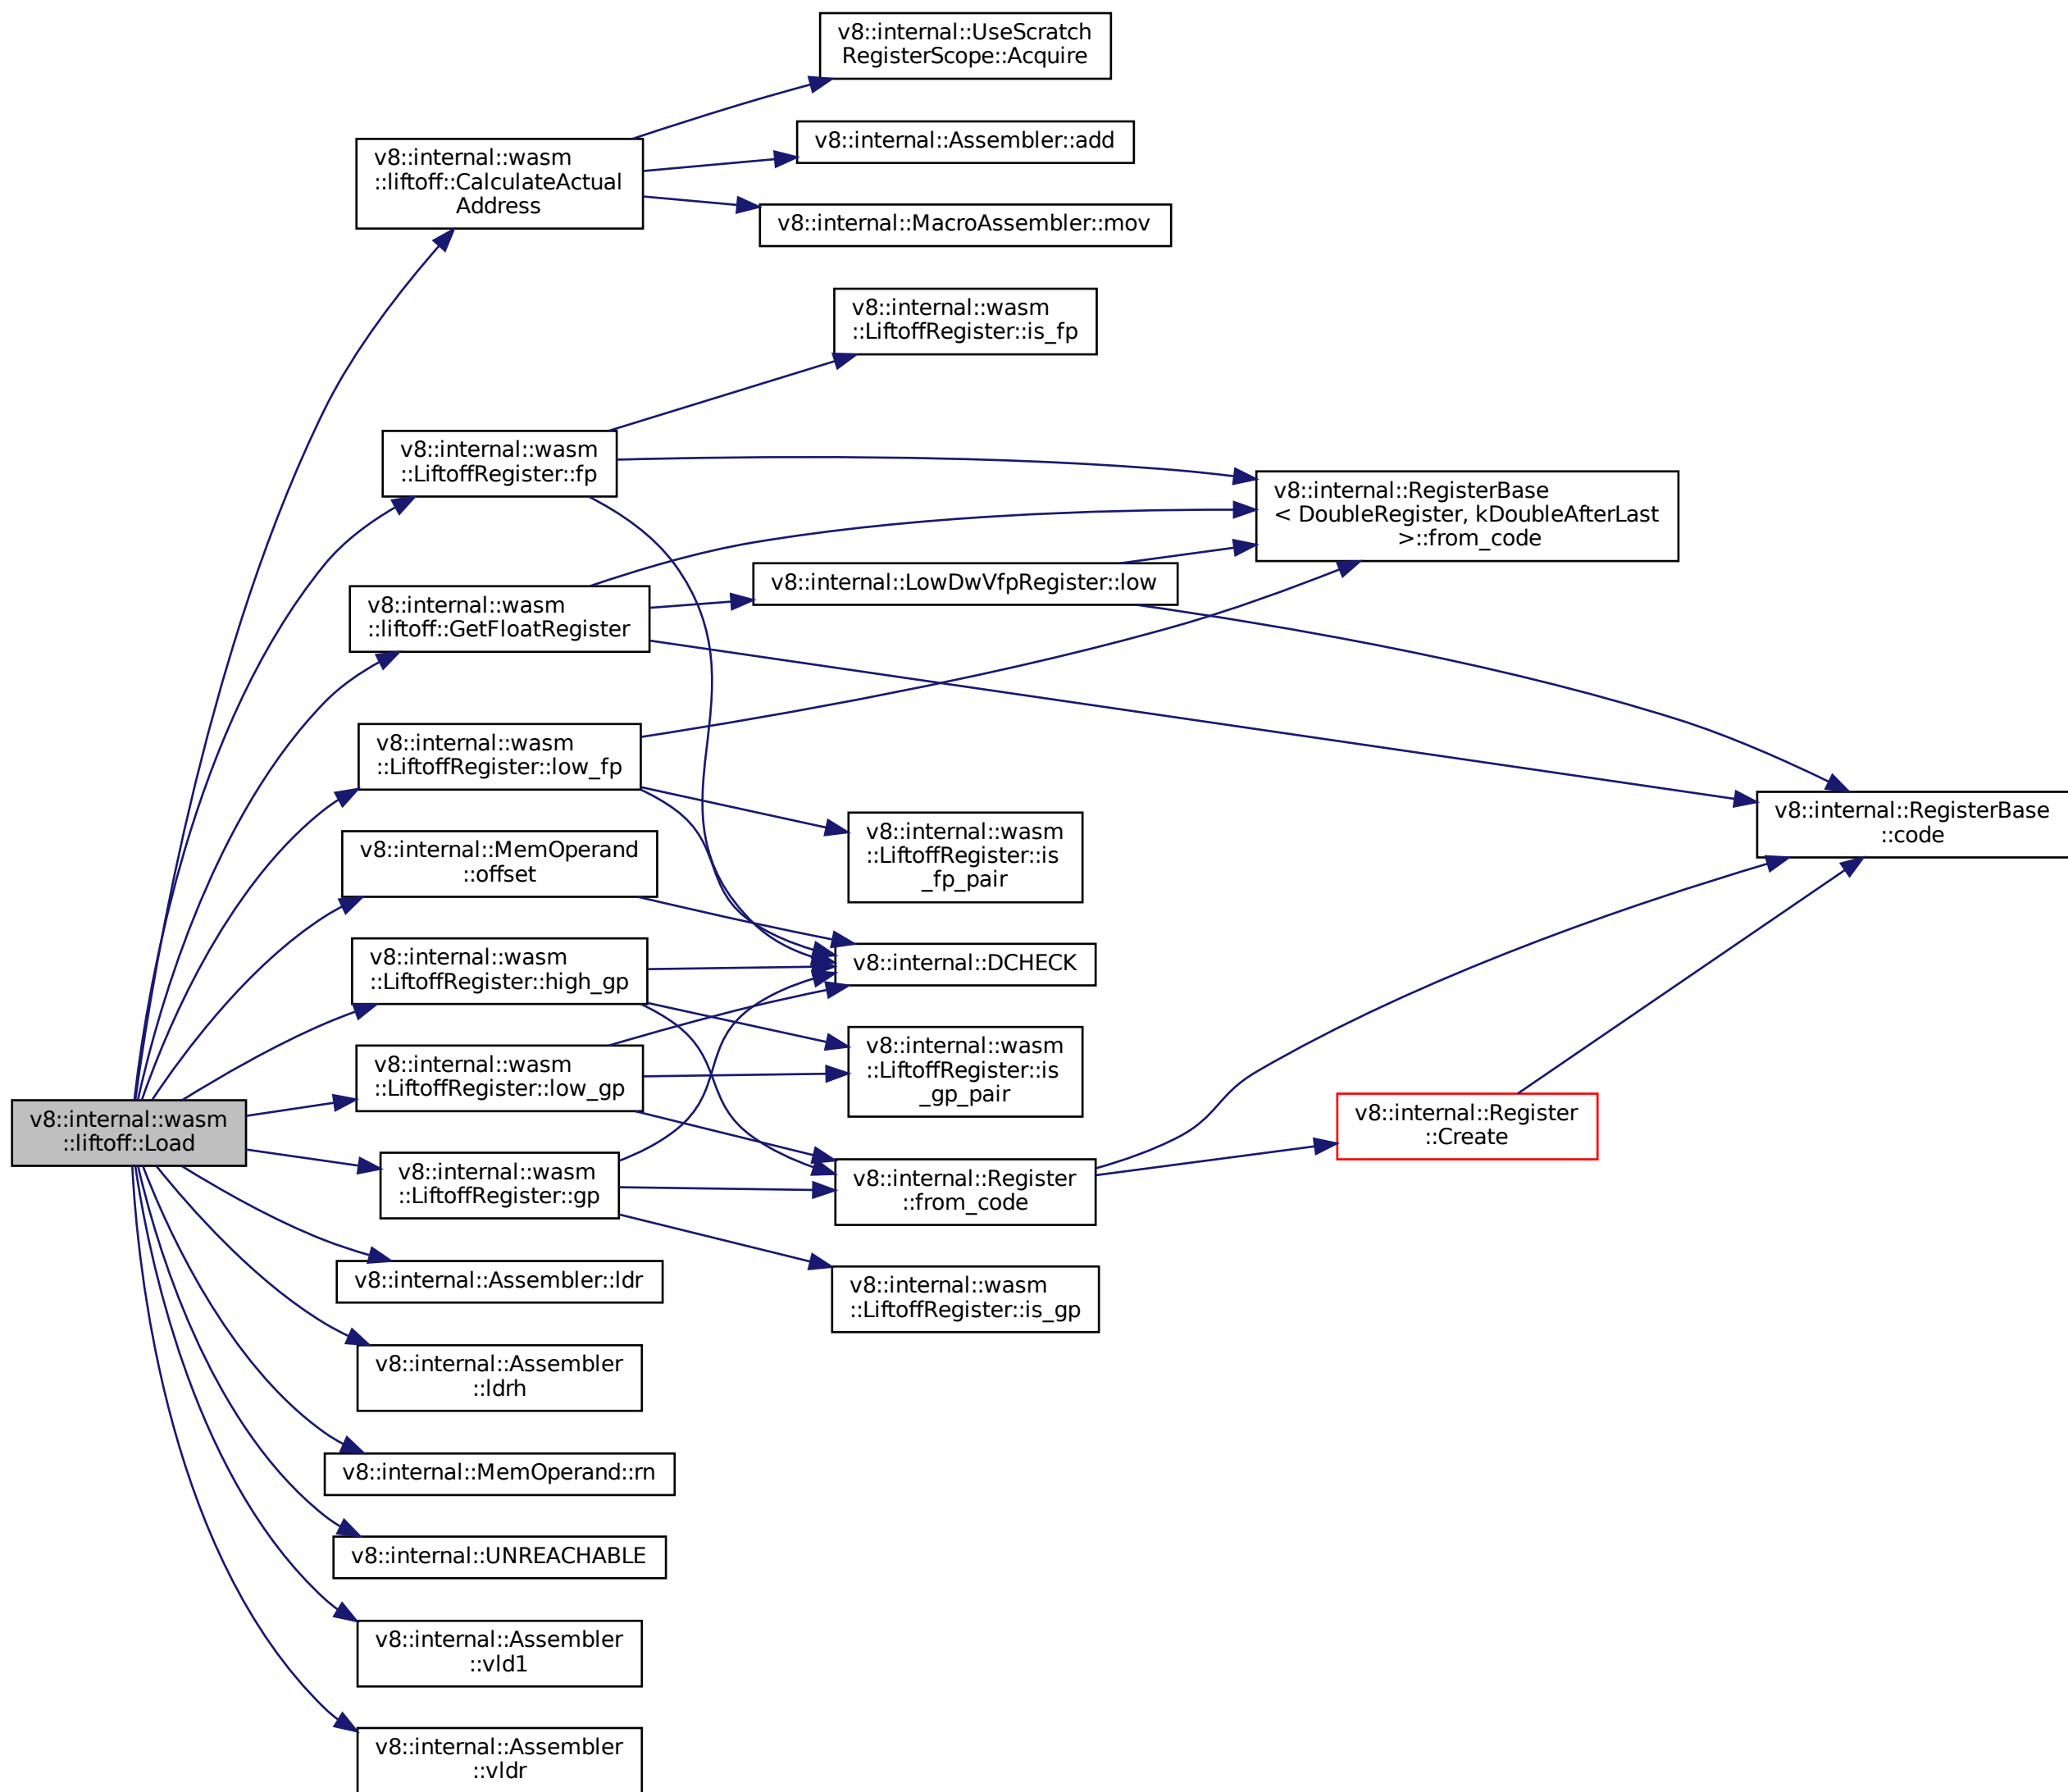 v8::internal::UseScratch
RegisterScope::Acquire
v8::internal::wasm
::liftoff::CalculateActual
Address
v8::internal::Assembler::add
v8::internal::MacroAssembler::mov
v8::internal::wasm
::LiftoffRegister::is_fp
v8::internal::wasm
::LiftoffRegister::fp
v8::internal::RegisterBase
< DoubleRegister, kDoubleAfterLast
>::from_code
v8::internal::wasm
::liftoff::GetFloatRegister
v8::internal::LowDwVfpRegister::low
v8::internal::wasm
::LiftoffRegister::low_fp
v8::internal::RegisterBase
::code
v8::internal::wasm
::LiftoffRegister::is
_fp_pair
v8::internal::MemOperand
::offset
v8::internal::wasm
::LiftoffRegister::high_gp
v8::internal::DCHECK
v8::internal::wasm
::LiftoffRegister::low_gp
v8::internal::wasm
::LiftoffRegister::is
_gp_pair
v8::internal::wasm
::liftoff::Load
v8::internal::Register
::Create
v8::internal::wasm
::LiftoffRegister::gp
v8::internal::Register
::from_code
v8::internal::Assembler::ldr
v8::internal::wasm
::LiftoffRegister::is_gp
v8::internal::Assembler
::ldrh
v8::internal::MemOperand::rn
v8::internal::UNREACHABLE
v8::internal::Assembler
::vld1
v8::internal::Assembler
::vldr